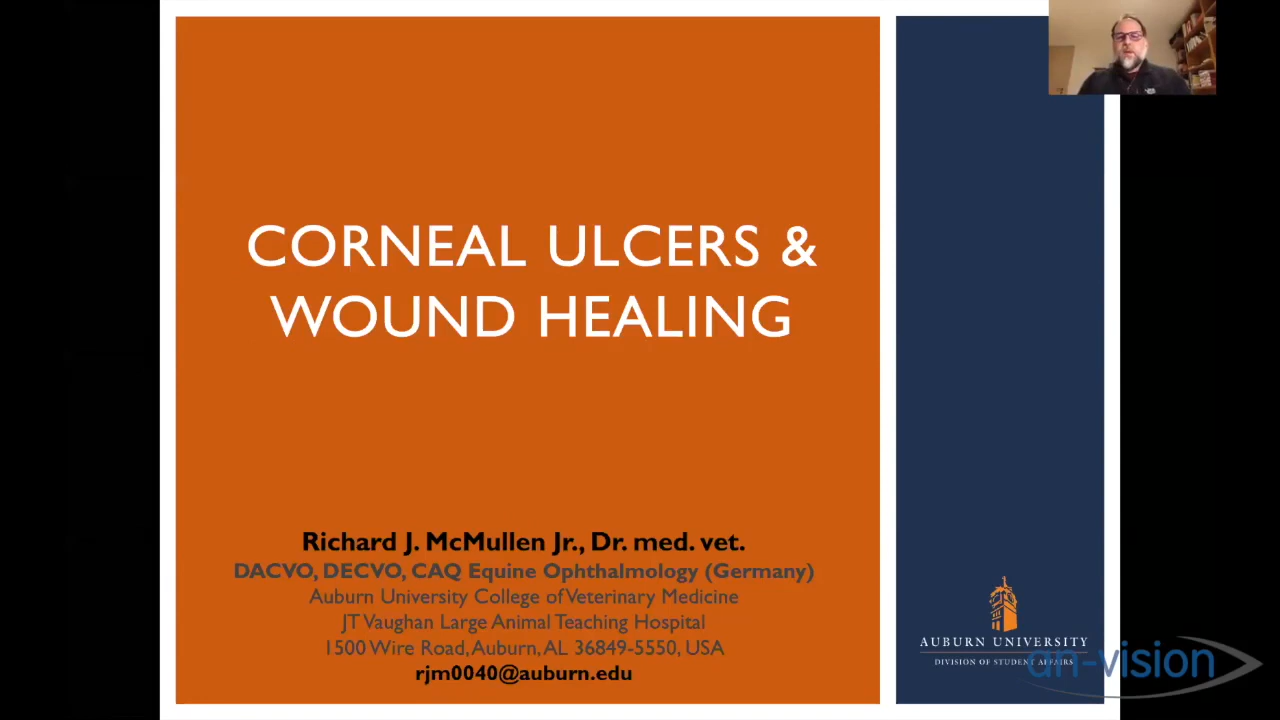 CORNEAL ULCERS &
WOUND HEALING
Richard J. McMullen Jr., Dr. med. vet.
DACVO, DECVO, CAQ Equine Ophthalmology (Germany)
Auburn University College of Veterinary Medicine
JT Vaughan Large Animal Teaching Hospital
1500 Wire Road, Auburn, AL 36849-5550, USA
rjm0040@auburn.edu
AUBURN UNIVERSITY
DIVISION OF STUDENT AFFAIRS
an-vision